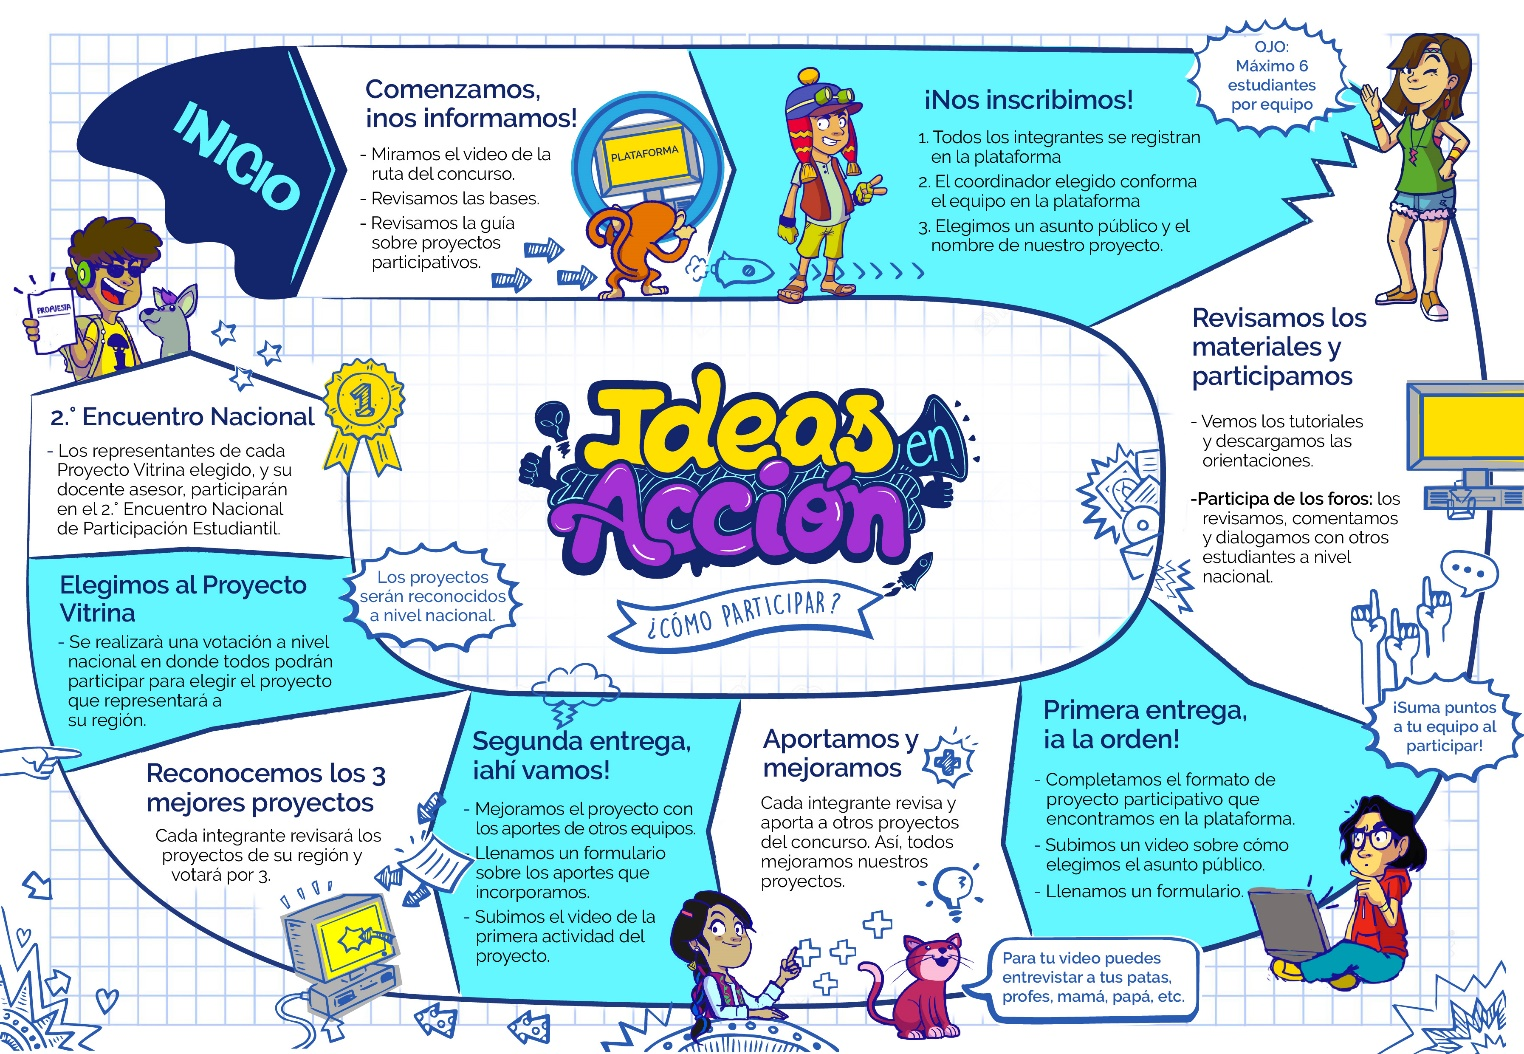 INICIO
Comenzamos,
¡nos informamos!
- Miramos el video de la
ruta del concurso.
- Revisamos las bases.
- Revisamos la guía
sobre proyectos
participativos.
PLATAFORMA
¡Nos inscribimos!
1. Todos los integrantes se registran
en la plataforma
2. El coordinador elegido conforma
el equipo en la plataforma
3. Elegimos un asunto público y el
nombre de nuestro proyecto.
OJO:
Máximo 6
estudiantes
por equipo
Revisamos los
materiales y
participamos
- Vemos los tutoriales
y descargamos las
orientaciones.
-Participa de los foros: los
revisamos, comentamos
y dialogamos con otros
estudiantes a nivel
nacional.
¡Suma puntos
a tu equipo al
participar!
Primera entrega,
¡a la orden!
- Completamos el formato de
proyecto participativo que
encontramos en la plataforma.
- Subimos un video sobre cómo
elegimos el asunto público.
- Llenamos un formulario.
Para tu video puedes
entrevistar a tus patas,
profes, mamá, papá, etc.
Aportamos y
mejoramos
Cada integrante revisa y
aporta a otros proyectos
del concurso. Así, todos
mejoramos nuestros
proyectos.
Segunda entrega,
¡ahí vamos!
- Mejoramos el proyecto con
los aportes de otros equipos.
- Llenamos un formulario
sobre los aportes que
incorporamos.
- Subimos el video de la
primera actividad del
proyecto.
Reconocemos los 3
mejores proyectos
Cada integrante revisará los
proyectos de su región y
votará por 3.
Elegimos al Proyecto
Vitrina
- Se realizarà una votación a nivel
nacional en donde todos podrán
participar para elegir el proyecto
que representará a
su región.
Los proyectos
serán reconocidos
a nivel nacional.
2.° Encuentro Nacional
- Los representantes de cada
Proyecto Vitrina elegido, y su
docente asesor, participarán
en el 2.° Encuentro Nacional
de Participación Estudiantil.
1
PROPUESTA
Ideas en
Acción
¿CÓMO PARTICIPAR?